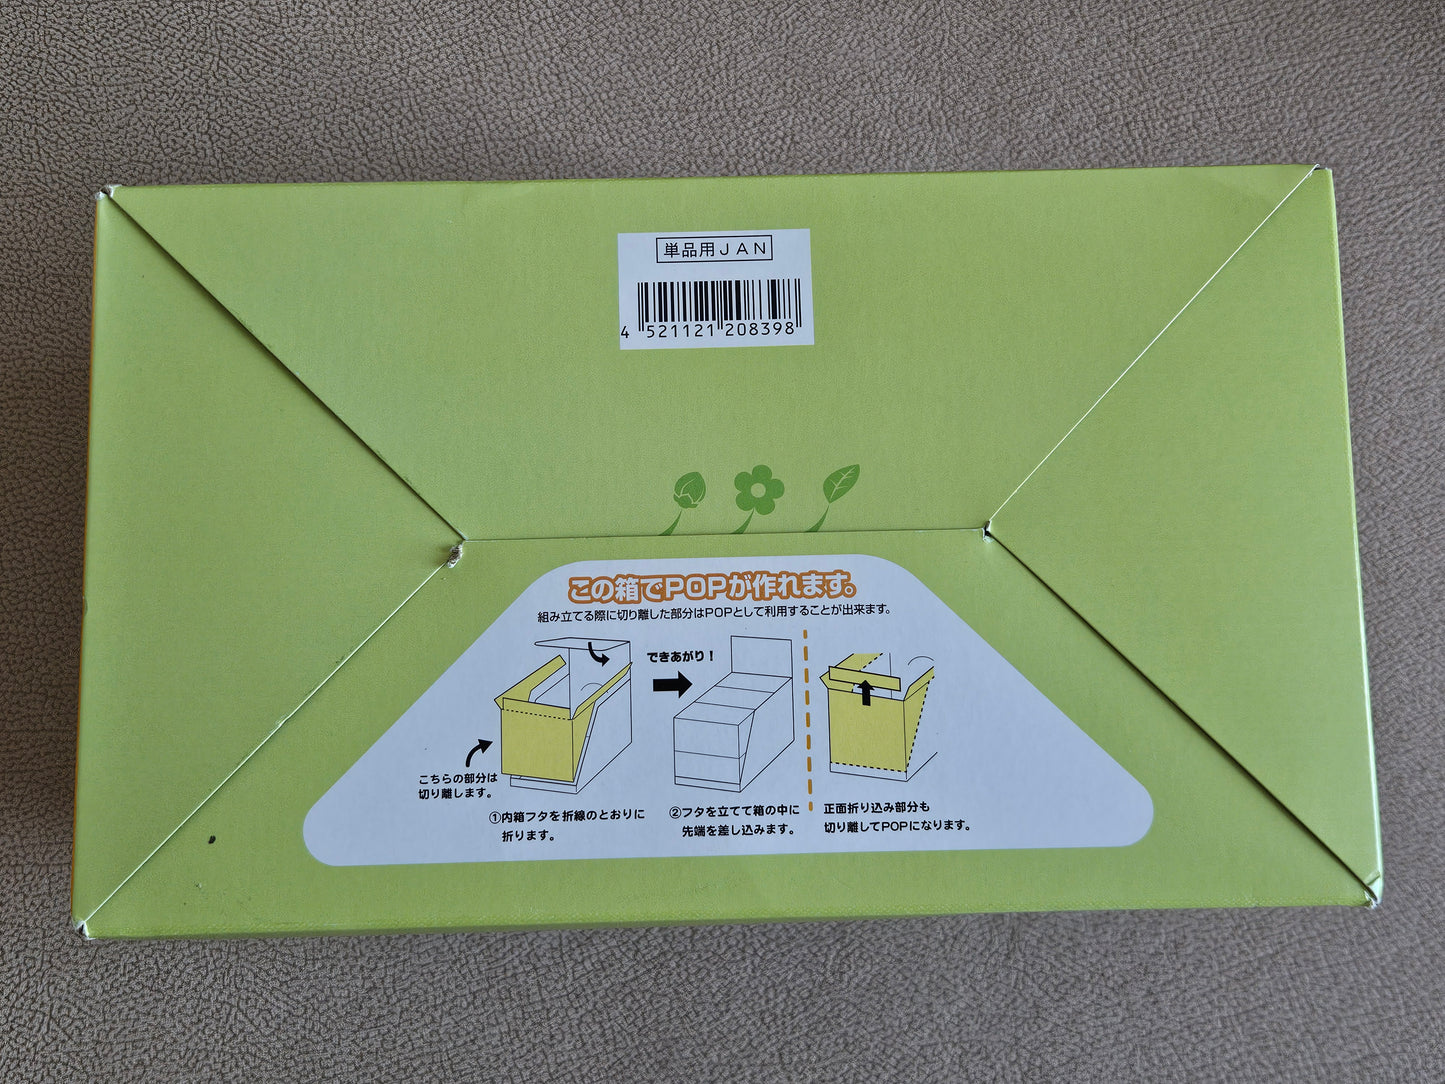 単品用JAN
4 521121 208398
この箱でPOPが作れます。
組み立てる際に切り離した部分はPOPとして利用することが出来ます。
できあがり！
こちらの部分は
切り離します。
①内箱フタを折線のとおりに
折ります。
②フタを立てて箱の中に
先端を差し込みます。
正面折り込み部分も
切り離してPOPになります。